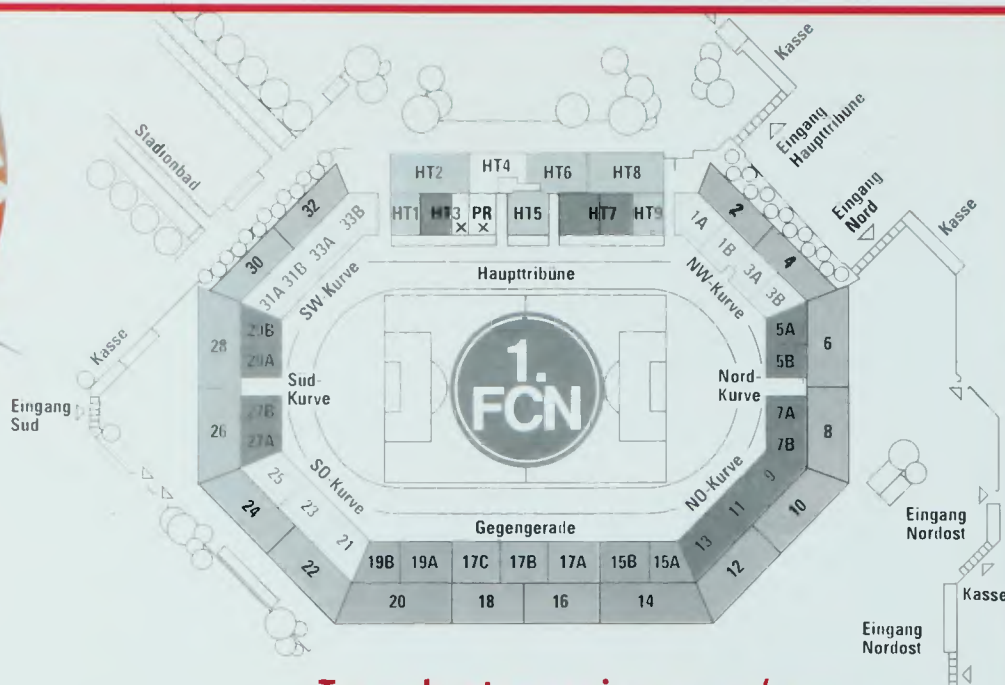 Kasse
Eingang
Haupttribüne
Stadionbad
HT2
HT4
HT6
HT8
HT1
HT3
PR
HT5
HT7
HT9
32
33B
33A
31B
31A
30
SW-Kurve
Haupttribüne
1A
1B
3A
3B
2
4
NW-Kurve
Eingang
Nord
Kasse
Kasse
28
29B
29A
Süd-
Kurve
27B
27A
26
Eingang
Sud
1.
FCN
Nord-
Kurve
5A
5B
6
7A
7B
8
9
11
13
10
12
NO-Kurve
25
23
21
SO-Kurve
24
22
Gegengerade
19B
19A
17C
17B
17A
15B
15A
20
18
16
14
Eingang
Nordost
Kasse
Eingang
Nordost